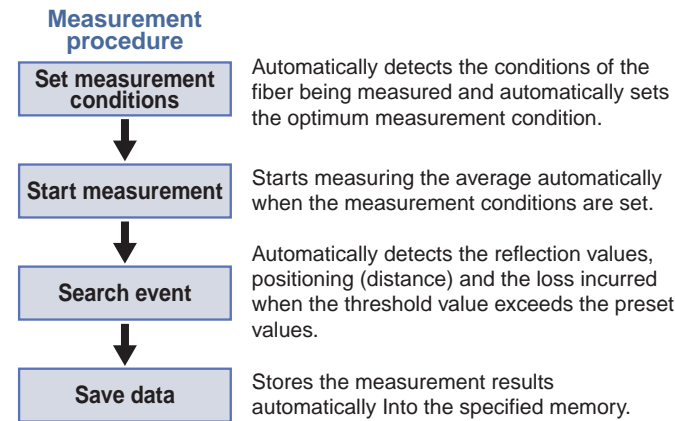 Measurement
procedure
Set measurement
conditions
Automatically detects the conditions of the
fiber being measured and automatically sets
the optimum measurement condition.
Start measurement
Starts measuring the average automatically
when the measurement conditions are set.
Search event
Automatically detects the reflection values,
positioning (distance) and the loss incurred
when the threshold value exceeds the preset
values.
Save data
Stores the measurement results
automatically Into the specified memory.